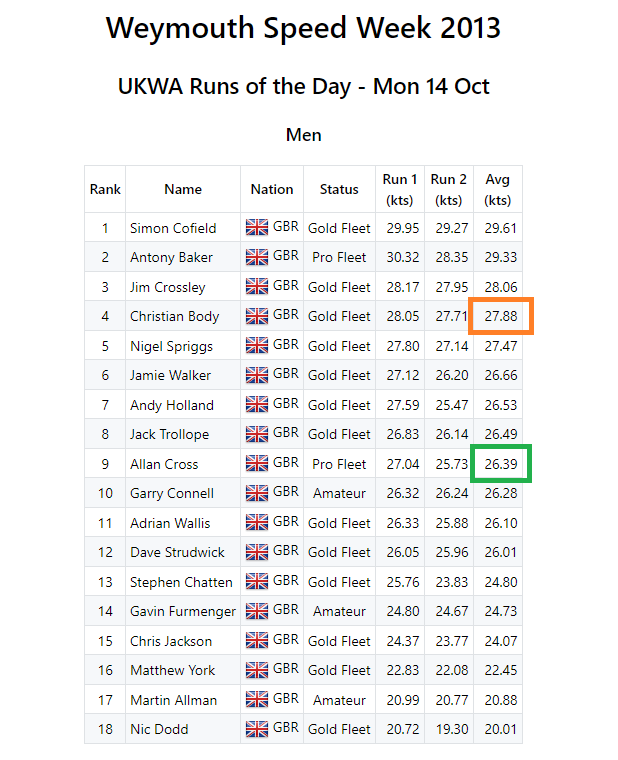 Weymouth Speed Week 2013
UKWA Runs of the Day - Mon 14 Oct
Men
Rank Name Nation Status Run 1 (kts) Run 2 (kts) Avg (kts)
1 Simon Cofield GBR Gold Fleet 29.95 29.27 29.61
2 Antony Baker GBR Pro Fleet 30.32 28.35 29.33
3 Jim Crossley GBR Gold Fleet 28.17 27.95 28.06
4 Christian Body GBR Gold Fleet 28.05 27.71 27.88
5 Nigel Spriggs GBR Gold Fleet 27.80 27.14 27.47
6 Jamie Walker GBR Gold Fleet 27.12 26.20 26.66
7 Andy Holland GBR Gold Fleet 27.59 25.47 26.53
8 Jack Trollope GBR Gold Fleet 26.83 26.14 26.49
9 Allan Cross GBR Pro Fleet 27.04 25.73 26.39
10 Garry Connell GBR Amateur 26.32 26.24 26.28
11 Adrian Wallis GBR Gold Fleet 26.33 25.88 26.10
12 Dave Strudwick GBR Gold Fleet 26.05 25.96 26.01
13 Stephen Chatten GBR Gold Fleet 25.76 23.83 24.80
14 Gavin Furmenger GBR Amateur 24.80 24.67 24.73
15 Chris Jackson GBR Gold Fleet 24.37 23.77 24.07
16 Matthew York GBR Gold Fleet 22.83 22.08 22.45
17 Martin Allman GBR Amateur 20.99 20.77 20.88
18 Nic Dodd GBR Gold Fleet 20.72 19.30 20.01